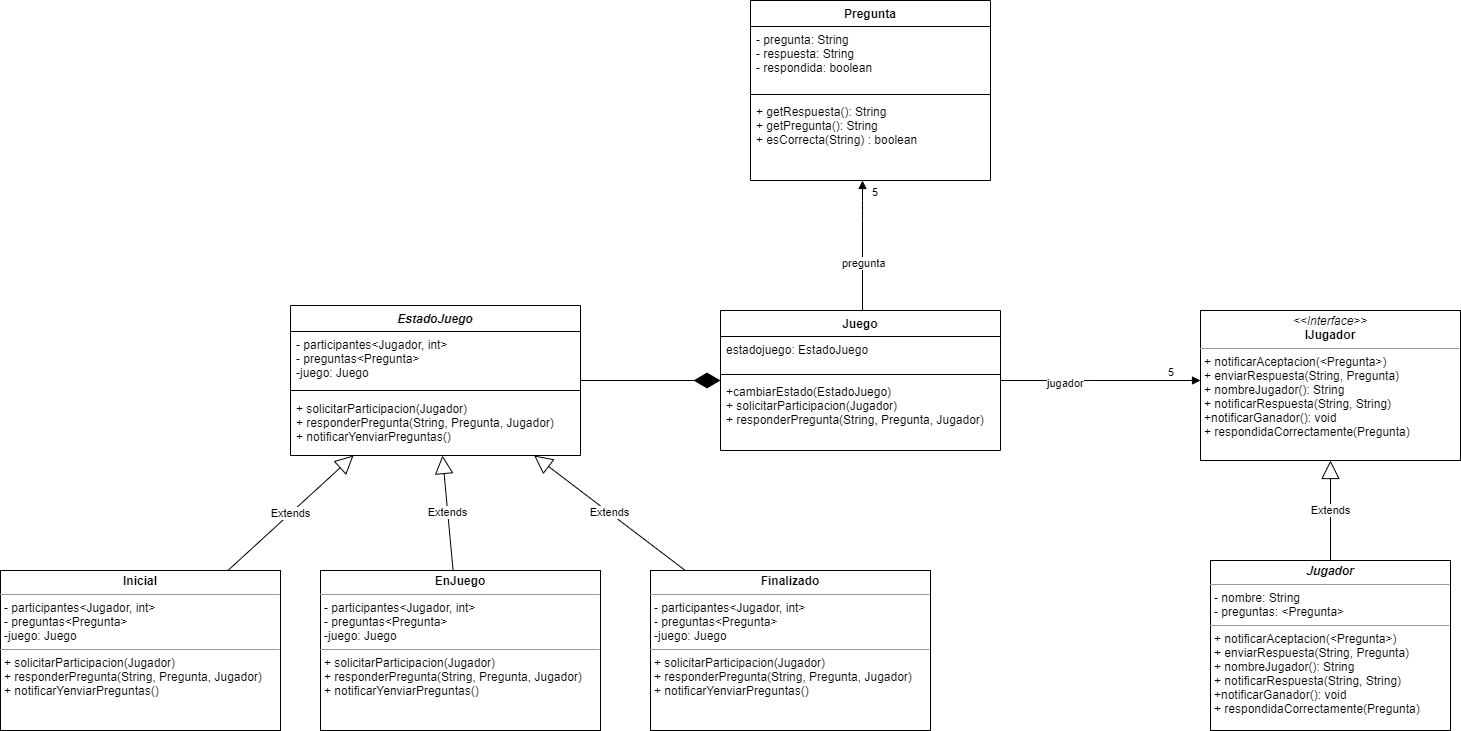 Pregunta
- pregunta: String
- respuesta: String
- respondida: boolean
+ getRespuesta(): String
+ getPregunta(): String
+ esCorrecta(String) : boolean
5
pregunta
EstadoJuego
- participantes<Jugador, int>
- preguntas<Pregunta>
-juego: Juego
+ solicitarParticipacion(Jugador)
+ responderPregunta(String, Pregunta, Jugador)
+ notificarYenviarPreguntas()
Juego
estadojuego: EstadoJuego
+cambiarEstado(EstadoJuego)
+ solicitarParticipacion(Jugador)
+ responderPregunta(String, Pregunta, Jugador)
jugador
5
<<Interface>>
IJugador
+ notificarAceptacion(<Pregunta>)
+ enviarRespuesta(String, Pregunta)
+ nombreJugador(): String
+ notificarRespuesta(String, String)
+notificarGanador(): void
+ respondidaCorrectamente(Pregunta)
Extends
Extends
Extends
Extends
Inicial
- participantes<Jugador, int>
- preguntas<Pregunta>
-juego: Juego
+ solicitarParticipacion(Jugador)
+ responderPregunta(String, Pregunta, Jugador)
+ notificarYenviarPreguntas()
EnJuego
- participantes<Jugador, int>
- preguntas<Pregunta>
-juego: Juego
+ solicitarParticipacion(Jugador)
+ responderPregunta(String, Pregunta, Jugador)
+ notificarYenviarPreguntas()
Finalizado
- participantes<Jugador, int>
- preguntas<Pregunta>
-juego: Juego
+ solicitarParticipacion(Jugador)
+ responderPregunta(String, Pregunta, Jugador)
+ notificarYenviarPreguntas()
Jugador
- nombre: String
- preguntas: <Pregunta>
+ notificarAceptacion(<Pregunta>)
+ enviarRespuesta(String, Pregunta)
+ nombreJugador(): String
+ notificarRespuesta(String, String)
+notificarGanador(): void
+ respondidaCorrectamente(Pregunta)